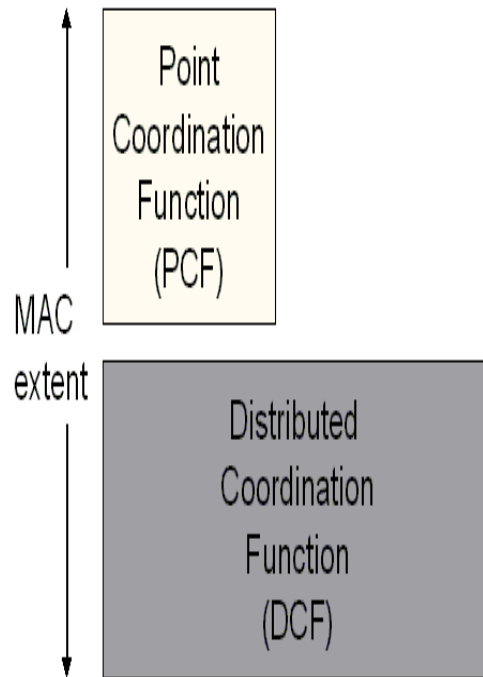 Point
Coordination
Function
(PCF)
MAC
extent
Distributed
Coordination
Function
(DCF)